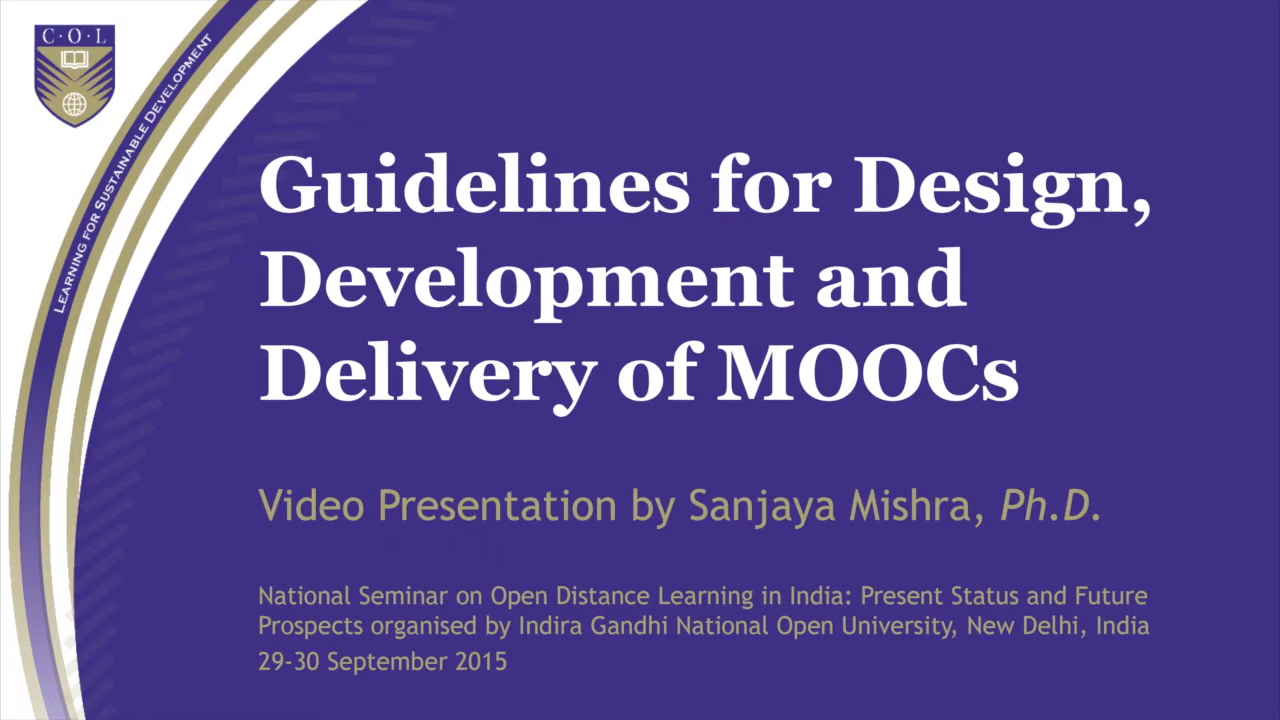 C·O·L
LEARNING FOR SUSTAINABLE DEVELOPMENT
Guidelines for Design,
Development and
Delivery of MOOCs
Video Presentation by Sanjaya Mishra, Ph.D.
National Seminar on Open Distance Learning in India: Present Status and Future
Prospects organised by Indira Gandhi National Open University, New Delhi, India
29-30 September 2015